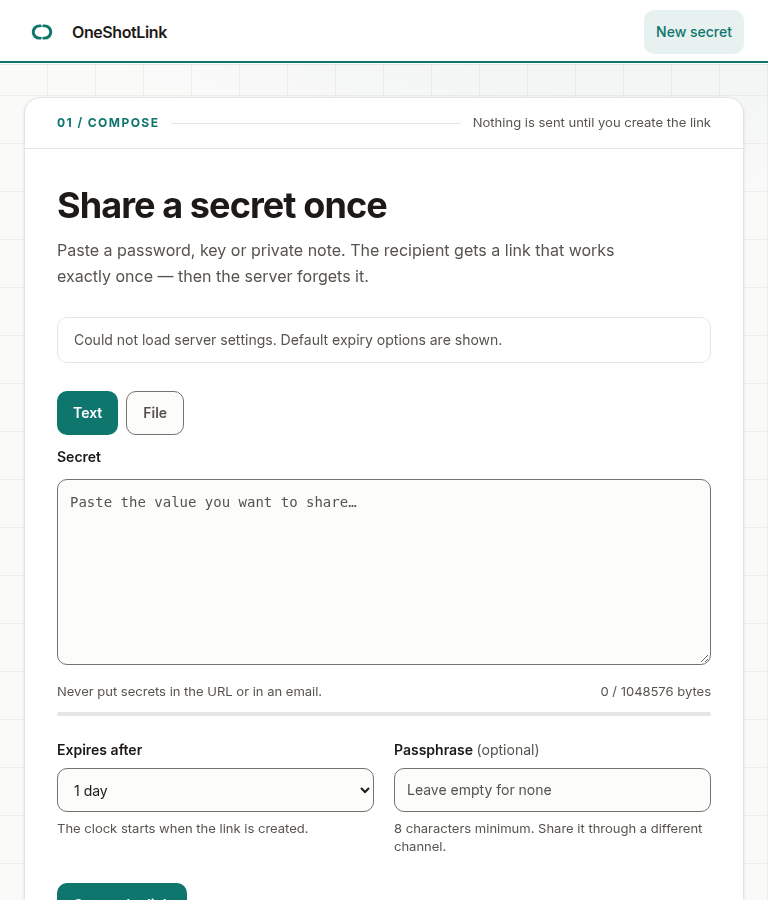 OneShotLink
New secret
01 / COMPOSE
Nothing is sent until you create the link
Share a secret once
Paste a password, key or private note. The recipient gets a link that works
exactly once — then the server forgets it.
Could not load server settings. Default expiry options are shown.
Text
File
Secret
Paste the value you want to share…
Never put secrets in the URL or in an email.
0 / 1048576 bytes
Expires after
Passphrase (optional)
1 day
Leave empty for none
The clock starts when the link is created.
8 characters minimum. Share it through a different
channel.